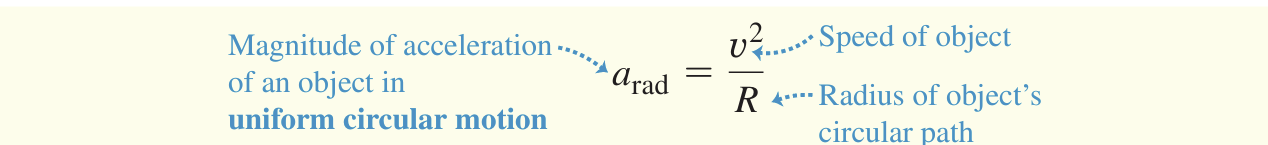 Magnitude of acceleration
of an object in
uniform circular motion
a_rad = v²/R
Speed of object
Radius of object's
circular path